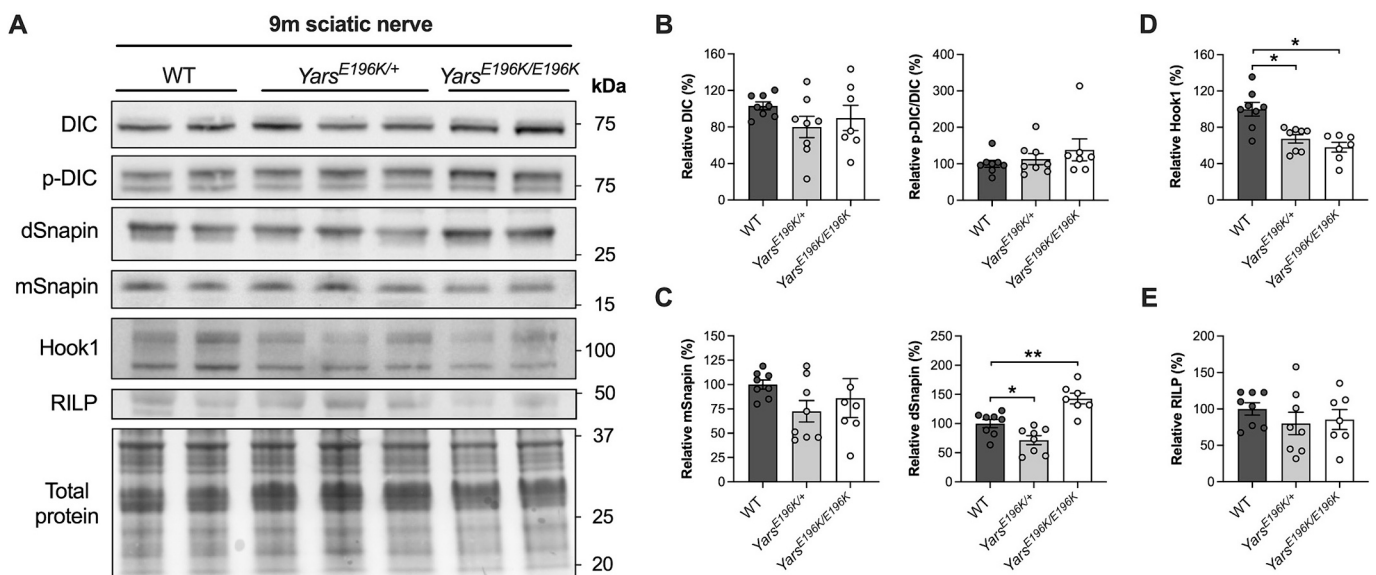 A
9m sciatic nerve
WT
Yars^E196K/+
Yars^E196K/E196K
kDa
DIC
75
p-DIC
75
dSnapin
25
mSnapin
15
Hook1
100
RILP
50
37
Total
protein
25
20
B
Relative DIC (%)
160
120
80
40
0
WT
Yars^E196K/+
Yars^E196K/E196K
Relative p-DIC/DIC (%)
400
300
200
100
0
WT
Yars^E196K/+
Yars^E196K/E196K
C
Relative mSnapin (%)
150
125
100
75
50
25
0
WT
Yars^E196K/+
Yars^E196K/E196K
Relative dSnapin (%)
250
200
150
100
50
0
**
*
WT
Yars^E196K/+
Yars^E196K/E196K
D
Relative Hook1 (%)
160
120
80
40
0
*
*
WT
Yars^E196K/+
Yars^E196K/E196K
E
Relative RILP (%)
200
150
100
50
0
WT
Yars^E196K/+
Yars^E196K/E196K